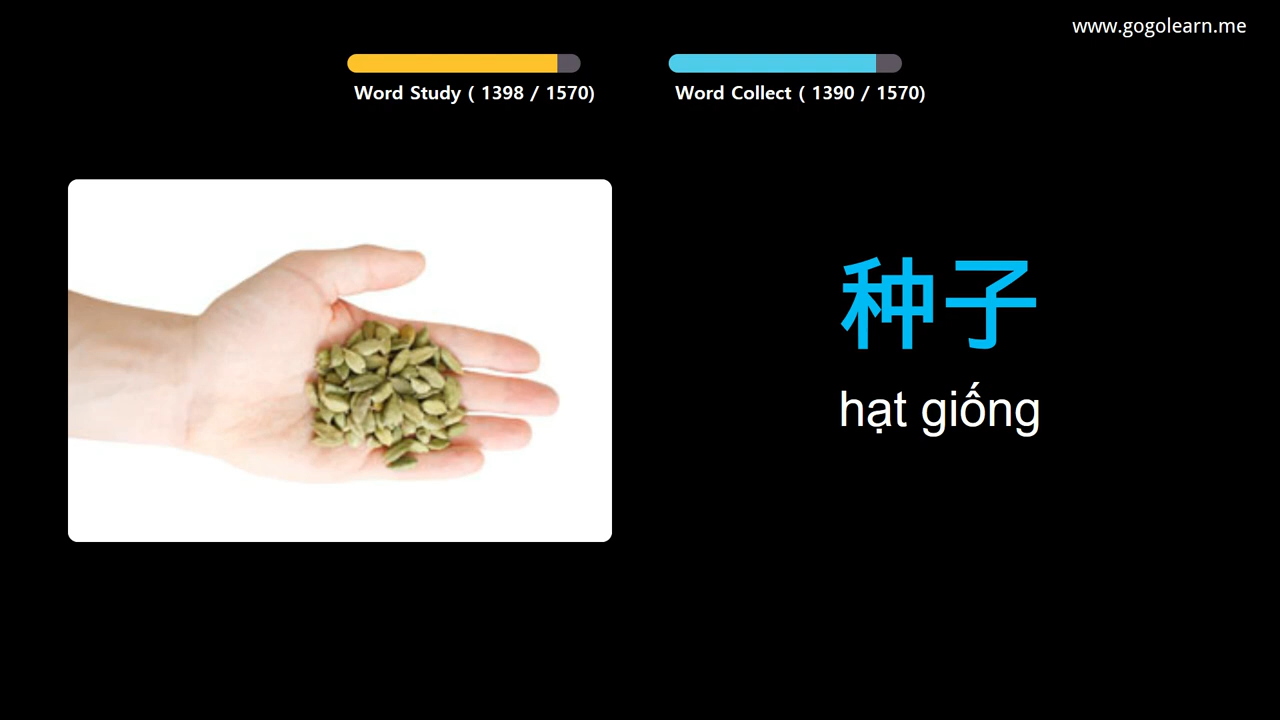 www.gogolearn.me
Word Study ( 1398 / 1570)
Word Collect ( 1390 / 1570)
种子
hạt giống